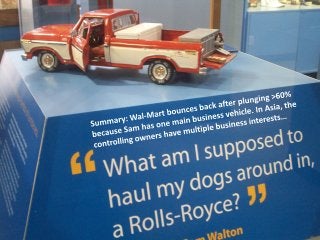 Summary: Wal-Mart bounces back after plunging >60%
because Sam has one main business vehicle. In Asia, the
controlling owners have multiple business interests...
“ What am I supposed to
haul my dogs around in,
a Rolls-Royce? ”
Walton